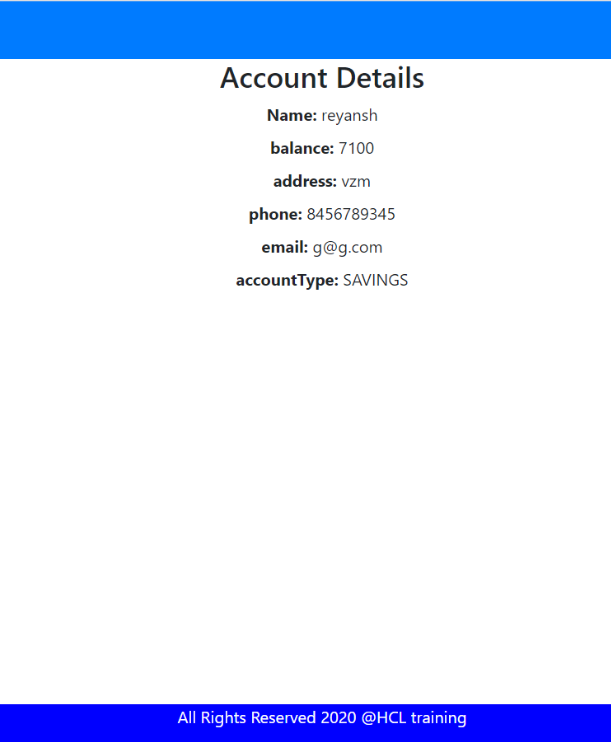 Account Details
Name: reyansh
balance: 7100
address: vzm
phone: 8456789345
email: g@g.com
accountType: SAVINGS
All Rights Reserved 2020 @HCL training